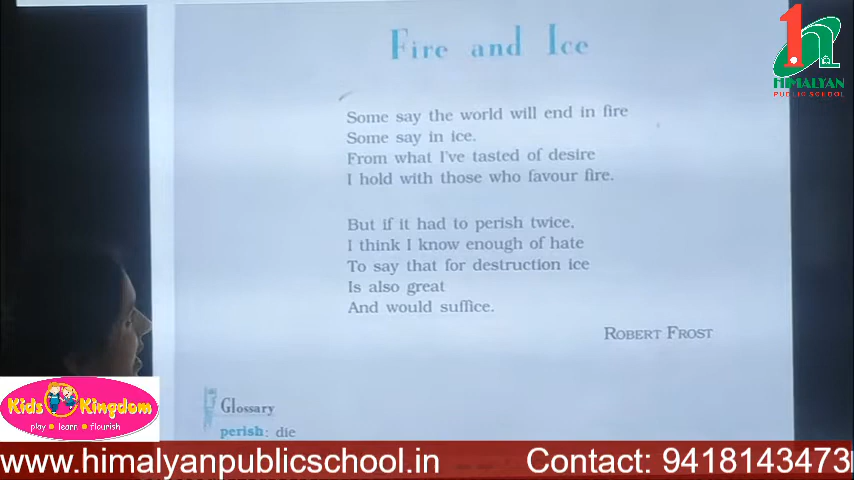 Fire and Ice
1h
HIMALYAN
PUBLIC SCHOOL
Some say the world will end in fire
Some say in ice.
From what I've tasted of desire
I hold with those who favour fire.
But if it had to perish twice,
I think I know enough of hate
To say that for destruction ice
Is also great
And would suffice.
ROBERT FROST
Glossary
perish: die
Kids Kingdom
play learn flourish
www.himalyanpublicschool.in
Contact: 9418143473